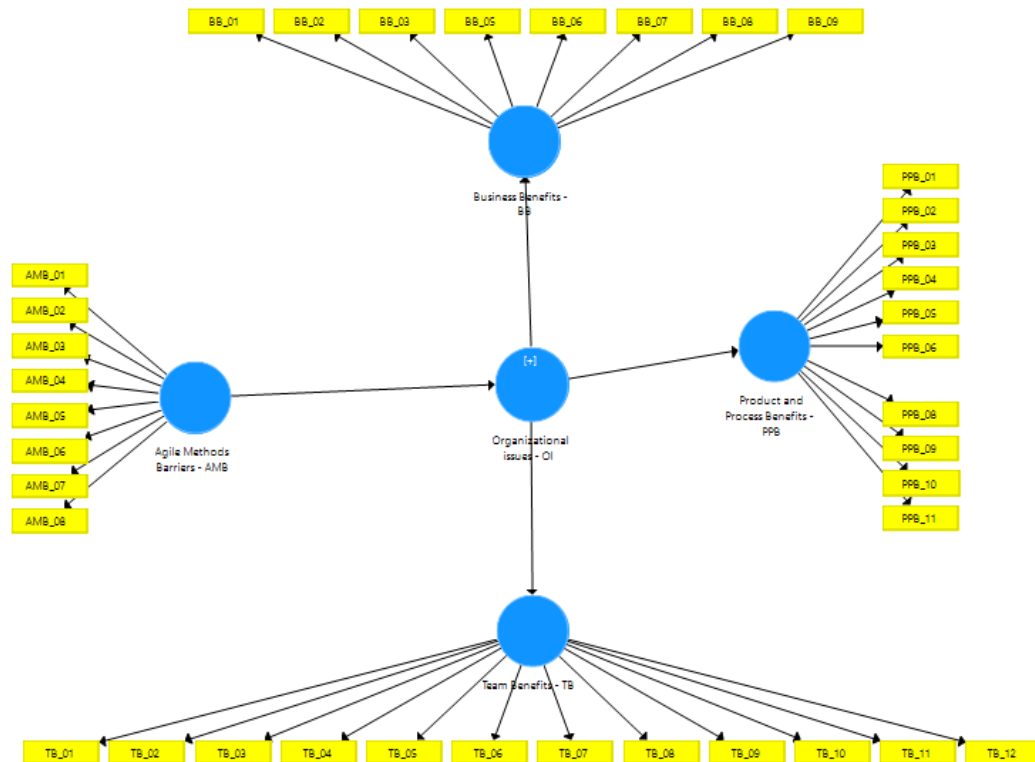 BB_01
BB_02
BB_03
BB_05
BB_06
BB_07
BB_08
BB_09
Business Benefits -
BB
PPB_01
PPB_02
PPB_03
PPB_04
PPB_05
PPB_06
PPB_08
PPB_09
PPB_10
PPB_11
Product and
Process Benefits -
PPB
AMB_01
AMB_02
AMB_03
AMB_04
AMB_05
AMB_06
AMB_07
AMB_08
Agile Methods
Barriers - AMB
[+]
Organizational
issues - OI
Team Benefits - TB
TB_01
TB_02
TB_03
TB_04
TB_05
TB_06
TB_07
TB_08
TB_09
TB_10
TB_11
TB_12